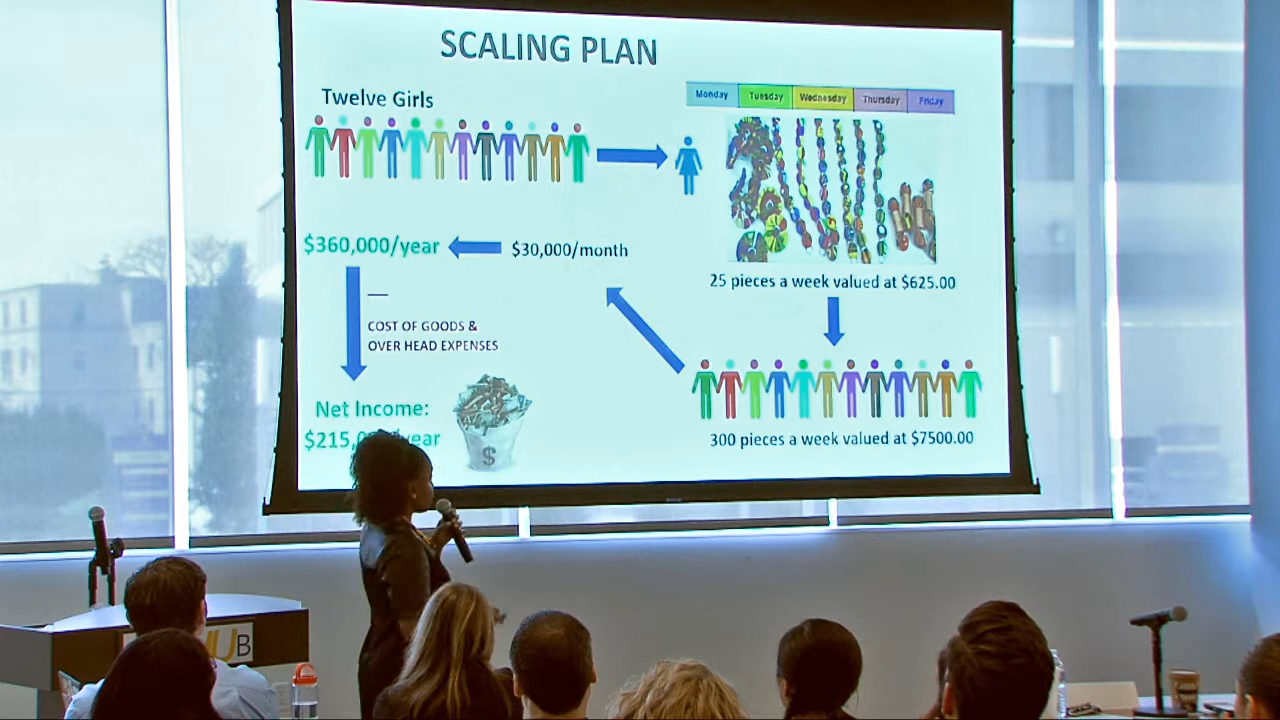 SCALING PLAN
Twelve Girls
Monday Tuesday Wednesday Thursday Friday
$360,000/year
$30,000/month
25 pieces a week valued at $625.00
COST OF GOODS &
OVER HEAD EXPENSES
Net Income:
$215, year
$
300 pieces a week valued at $7500.00
UB